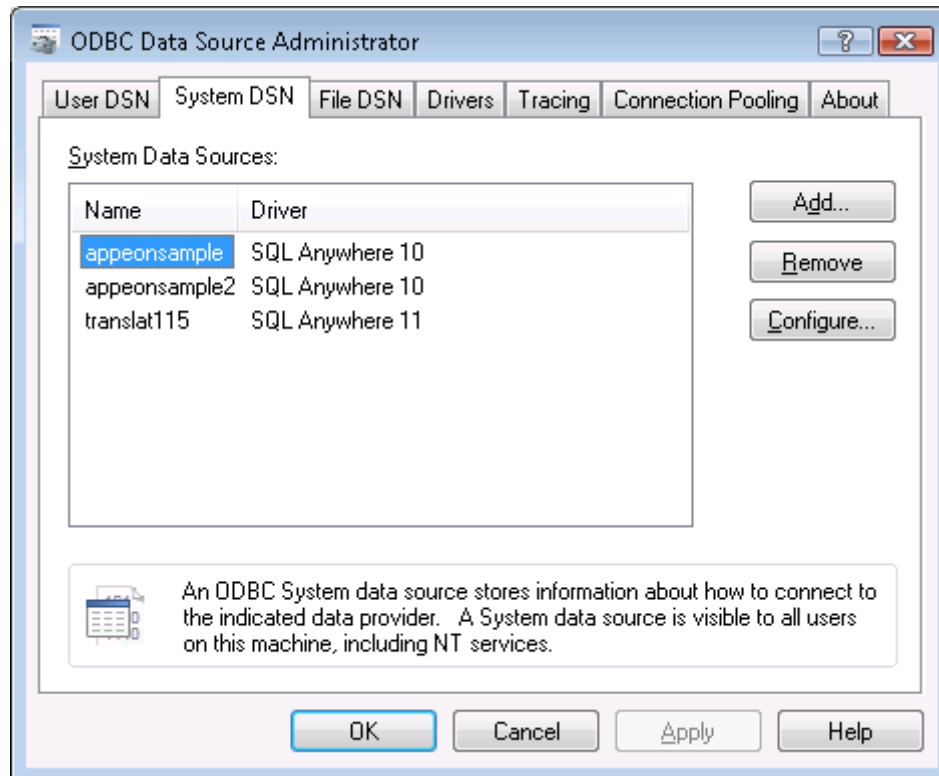 ODBC Data Source Administrator
User DSN System DSN File DSN Drivers Tracing Connection Pooling About
System Data Sources:
Name Driver
appeonsample SQL Anywhere 10
appeonsample2 SQL Anywhere 10
translat115 SQL Anywhere 11
Add...
Remove
Configure...
An ODBC System data source stores information about how to connect to
the indicated data provider. A System data source is visible to all users
on this machine, including NT services.
OK Cancel Apply Help